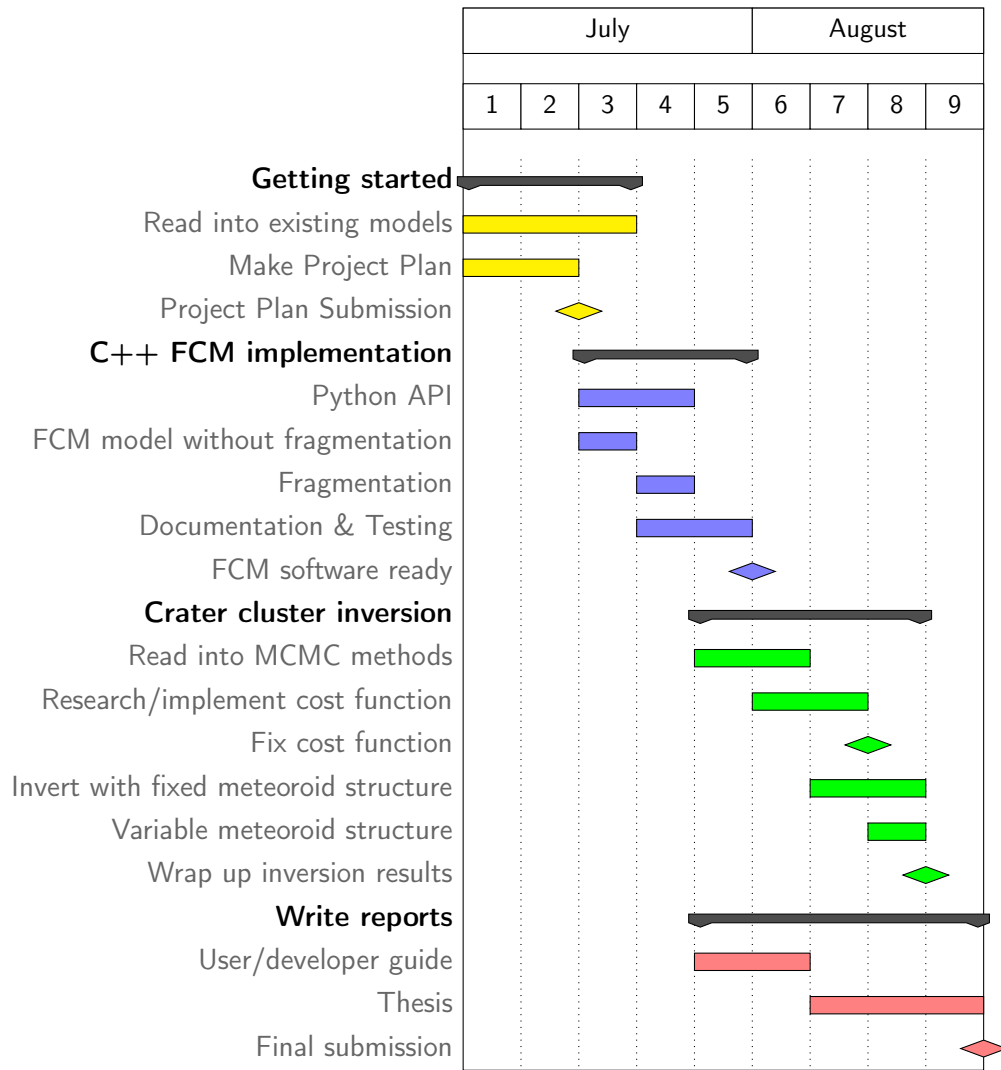 July August
1 2 3 4 5 6 7 8 9
Getting started
Read into existing models
Make Project Plan
Project Plan Submission
C++ FCM implementation
Python API
FCM model without fragmentation
Fragmentation
Documentation & Testing
FCM software ready
Crater cluster inversion
Read into MCMC methods
Research/implement cost function
Fix cost function
Invert with fixed meteoroid structure
Variable meteoroid structure
Wrap up inversion results
Write reports
User/developer guide
Thesis
Final submission